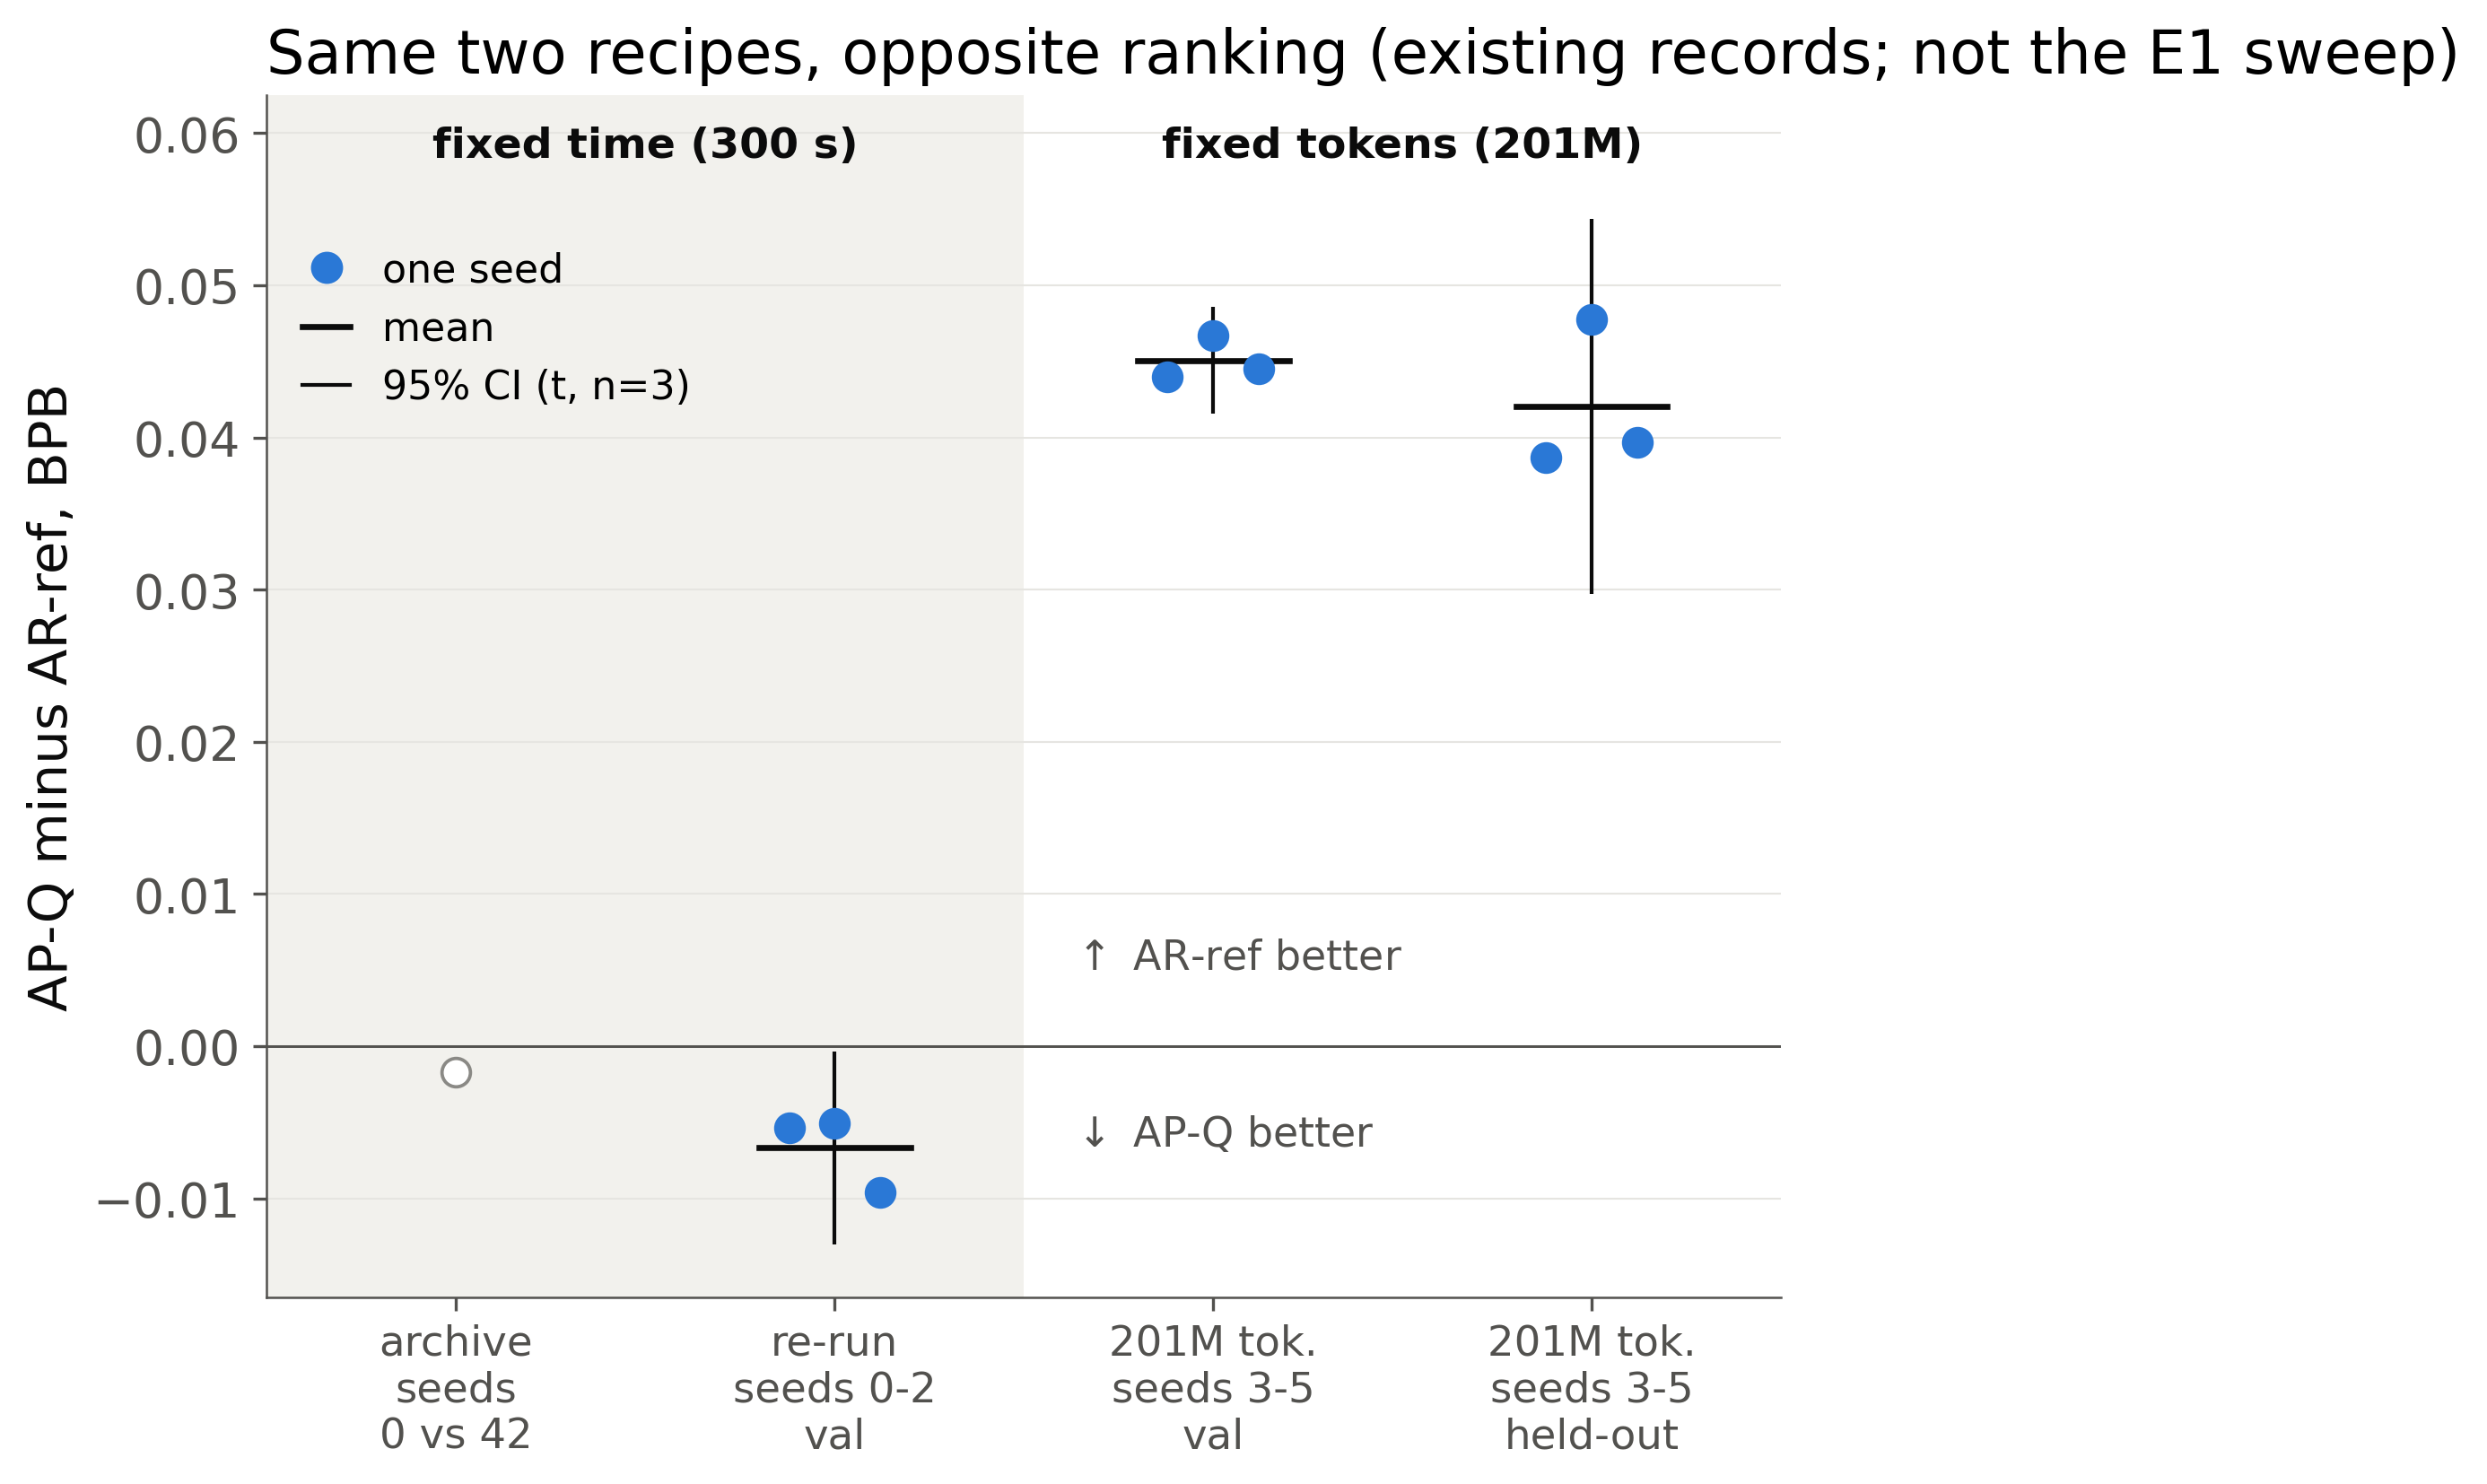 Same two recipes, opposite ranking (existing records; not the E1 sweep)
AP-Q minus AR-ref, BPB
0.06
0.05
0.04
0.03
0.02
0.01
0.00
−0.01
fixed time (300 s)
fixed tokens (201M)
one seed
mean
95% CI (t, n=3)
↑ AR-ref better
↓ AP-Q better
archive
seeds
0 vs 42
re-run
seeds 0-2
val
201M tok.
seeds 3-5
val
201M tok.
seeds 3-5
held-out